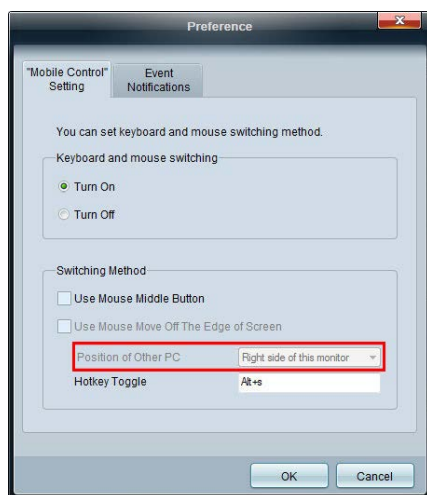 Preference
"Mobile Control" Setting
Event Notifications
You can set keyboard and mouse switching method.
Keyboard and mouse switching
Turn On
Turn Off
Switching Method
Use Mouse Middle Button
Use Mouse Move Off The Edge of Screen
Position of Other PC Right side of this monitor
Hotkey Toggle Alt+s
OK Cancel